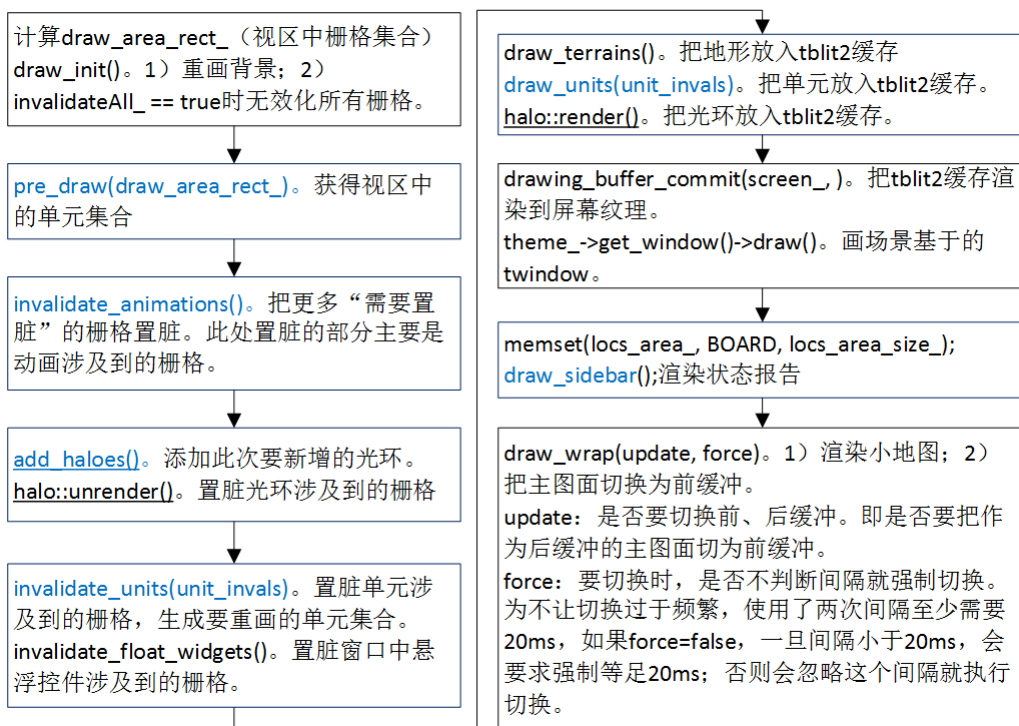 计算draw_area_rect_（视区中栅格集合）
draw_init()。1）重画背景；2）
invalidateAll_ == true时无效化所有栅格。
pre_draw(draw_area_rect_)。获得视区中
的单元集合
invalidate_animations()。把更多“需要置
脏”的栅格置脏。此处置脏的部分主要是
动画涉及到的栅格。
add_haloes()。添加此次要新增的光环。
halo::unrender()。置脏光环涉及到的栅格
invalidate_units(unit_invals)。置脏单元涉
及到的栅格，生成要重画的单元集合。
invalidate_float_widgets()。置脏窗口中悬
浮控件涉及到的栅格。
draw_terrains()。把地形放入tblit2缓存
draw_units(unit_invals)。把单元放入tblit2缓存。
halo::render()。把光环放入tblit2缓存。
drawing_buffer_commit(screen_, )。把tblit2缓存渲
染到屏幕纹理。
theme_->get_window()->draw()。画场景基于的
twindow。
memset(locs_area_, BOARD, locs_area_size_);
draw_sidebar();渲染状态报告
draw_wrap(update, force)。1）渲染小地图；2）
把主图面切换为前缓冲。
update：是否要切换前、后缓冲。即是否要把作
为后缓冲的主图面切为前缓冲。
force：要切换时，是否不判断间隔就强制切换。
为不让切换过于频繁，使用了两次间隔至少需要
20ms，如果force=false，一旦间隔小于20ms，会
要求强制等足20ms；否则会忽略这个间隔就执行
切换。